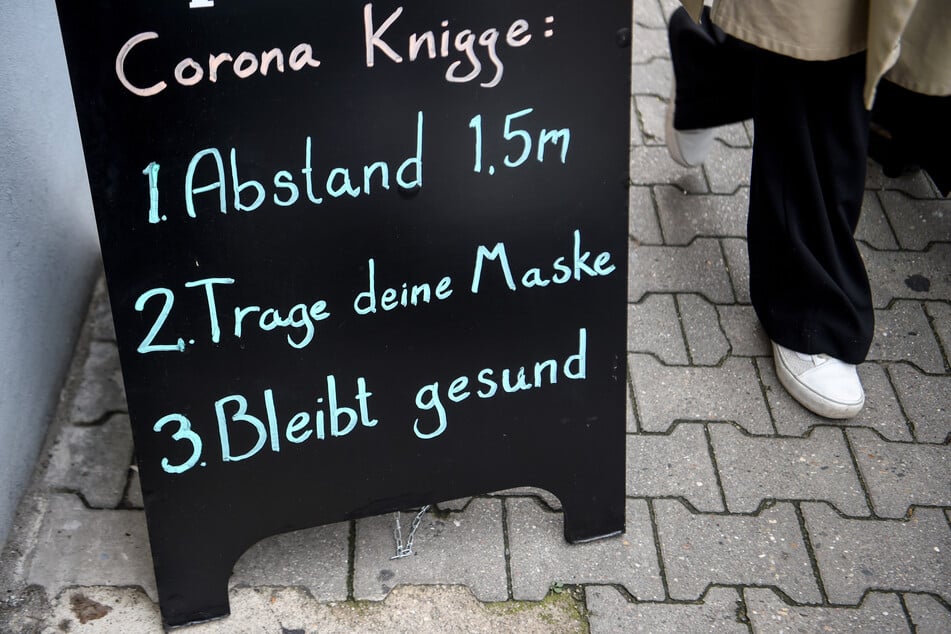 Corona Knigge:
1. Abstand 1.5m
2. Trage deine Maske
3. Bleibt gesund